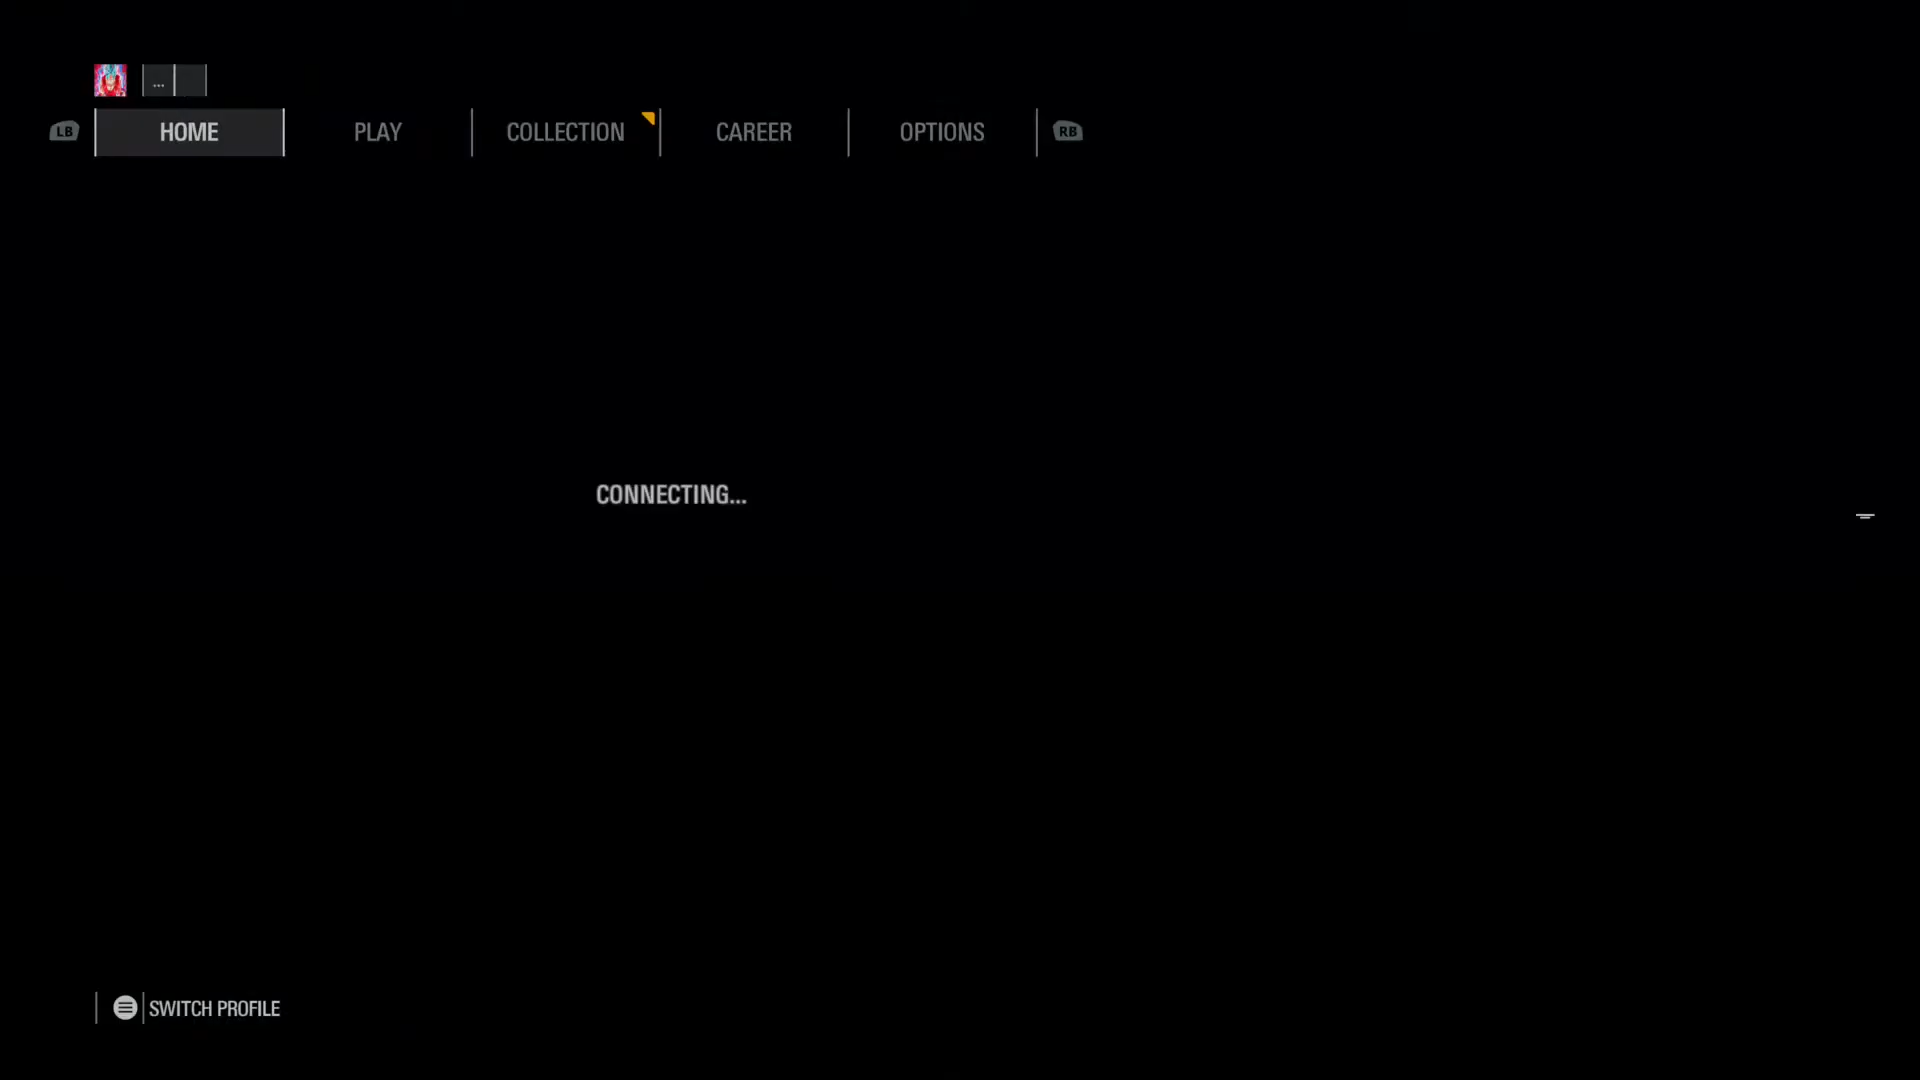 ...
LB HOME PLAY COLLECTION CAREER OPTIONS RB
CONNECTING...
SWITCH PROFILE